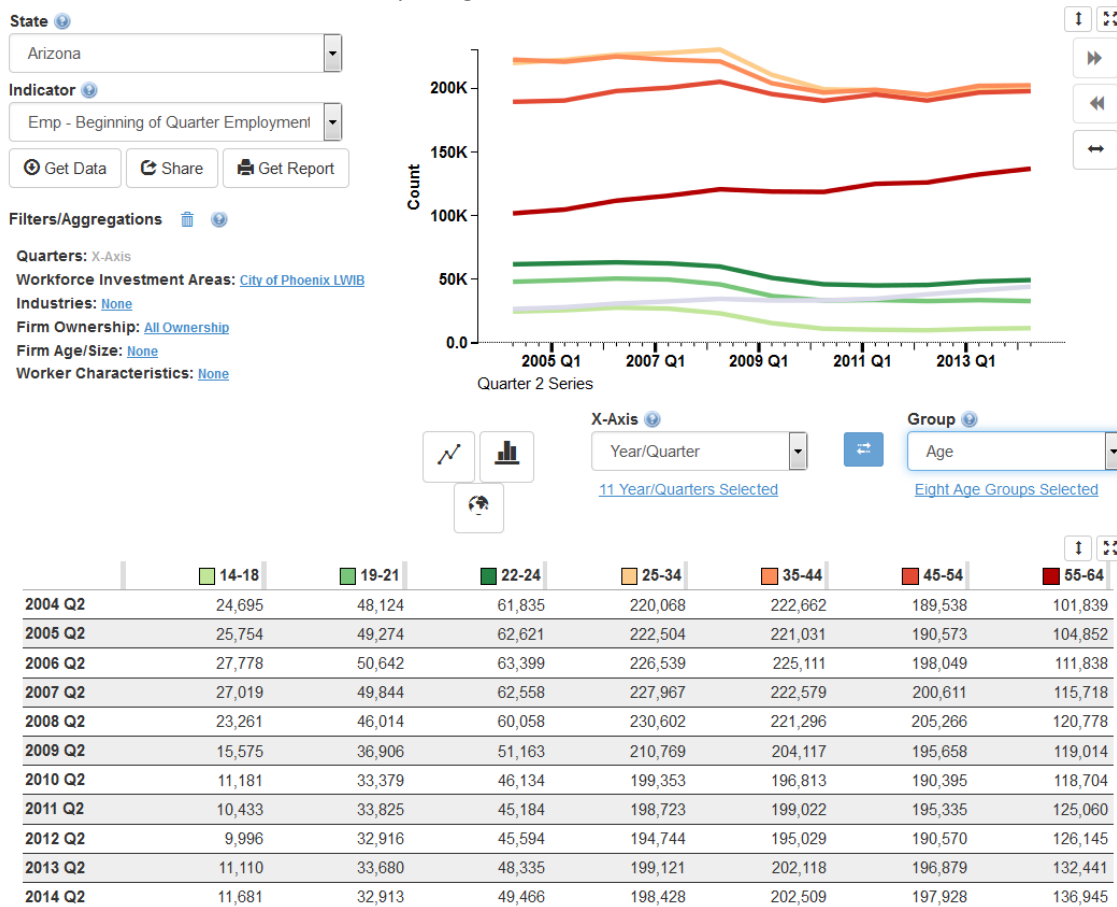 State
Arizona
Indicator
Emp - Beginning of Quarter Employment
Get Data Share Get Report
Filters/Aggregations
Quarters: X-Axis
Workforce Investment Areas: City of Phoenix LWIB
Industries: None
Firm Ownership: All Ownership
Firm Age/Size: None
Worker Characteristics: None
200K
150K
100K
50K
0.0
Count
2005 Q1 2007 Q1 2009 Q1 2011 Q1 2013 Q1
Quarter 2 Series
X-Axis Group
Year/Quarter Age
11 Year/Quarters Selected Eight Age Groups Selected
14-18 19-21 22-24 25-34 35-44 45-54 55-64
2004 Q2 24,695 48,124 61,835 220,068 222,662 189,538 101,839
2005 Q2 25,754 49,274 62,621 222,504 221,031 190,573 104,852
2006 Q2 27,778 50,642 63,399 226,539 225,111 198,049 111,838
2007 Q2 27,019 49,844 62,558 227,967 222,579 200,611 115,718
2008 Q2 23,261 46,014 60,058 230,602 221,296 205,266 120,778
2009 Q2 15,575 36,906 51,163 210,769 204,117 195,658 119,014
2010 Q2 11,181 33,379 46,134 199,353 196,813 190,395 118,704
2011 Q2 10,433 33,825 45,184 198,723 199,022 195,335 125,060
2012 Q2 9,996 32,916 45,594 194,744 195,029 190,570 126,145
2013 Q2 11,110 33,680 48,335 199,121 202,118 196,879 132,441
2014 Q2 11,681 32,913 49,466 198,428 202,509 197,928 136,945